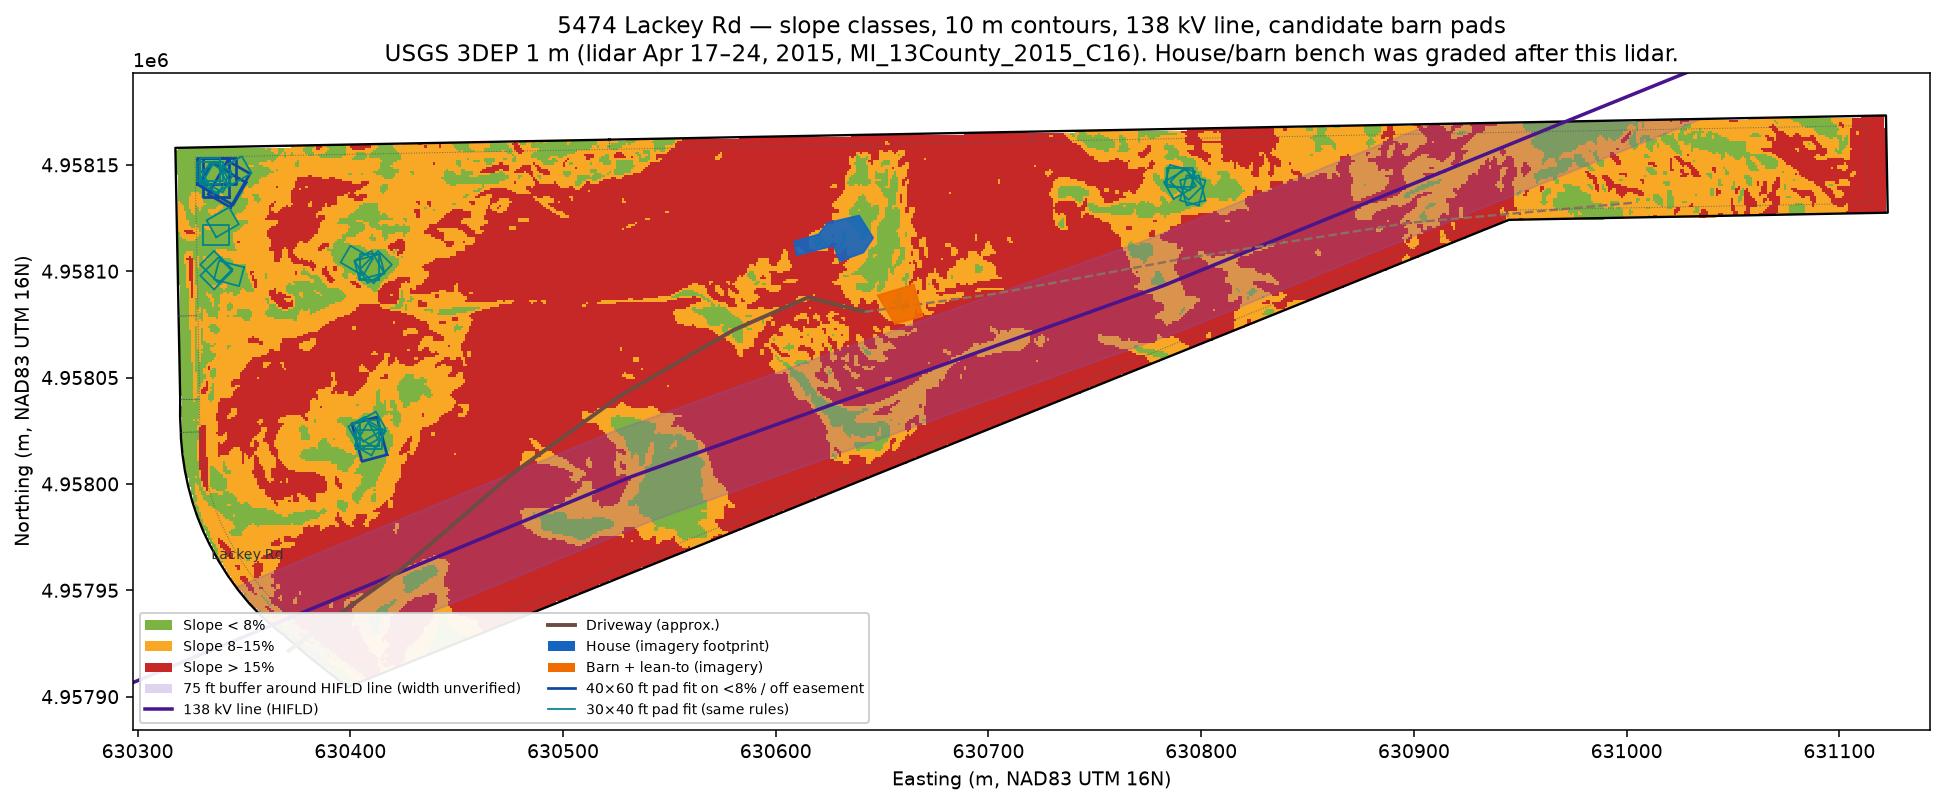 5474 Lackey Rd — slope classes, 10 m contours, 138 kV line, candidate barn pads
USGS 3DEP 1 m (lidar Apr 17–24, 2015, MI_13County_2015_C16). House/barn bench was graded after this lidar.
1e6
4.95815
4.95810
4.95805
4.95800
4.95795
4.95790
Northing (m, NAD83 UTM 16N)
Lackey Rd
Slope < 8%
Slope 8–15%
Slope > 15%
75 ft buffer around HIFLD line (width unverified)
138 kV line (HIFLD)
Driveway (approx.)
House (imagery footprint)
Barn + lean-to (imagery)
40×60 ft pad fit on <8% / off easement
30×40 ft pad fit (same rules)
630300
630400
630500
630600
630700
630800
630900
631000
631100
Easting (m, NAD83 UTM 16N)